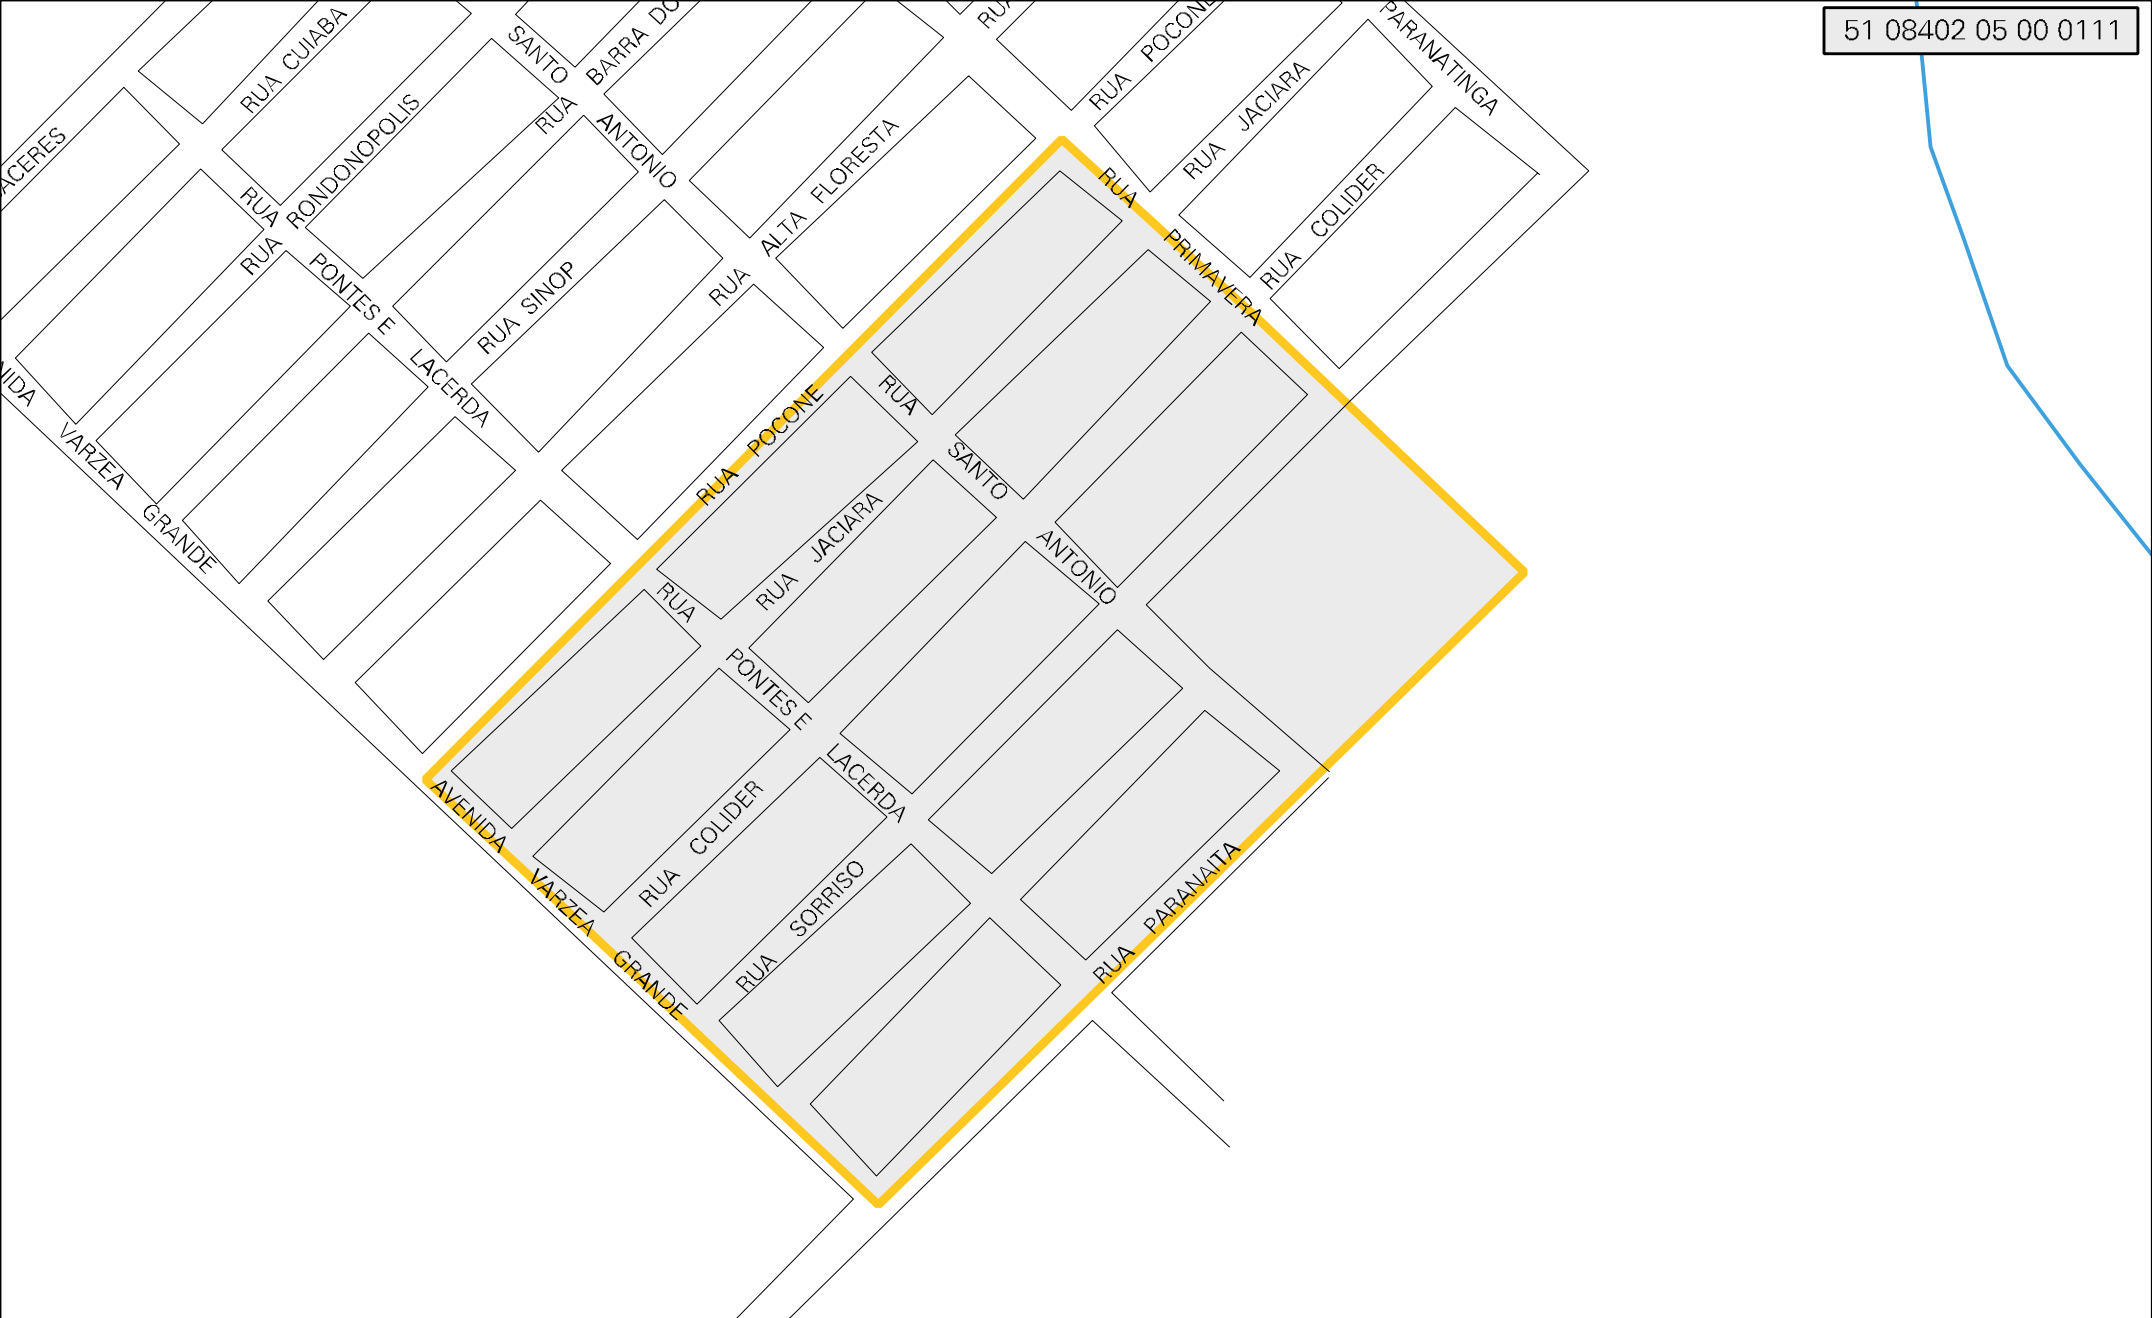 51 08402 05 00 0111
PARANATINGA
RUA CUIABA
SANTO
ANTONIO
BARRA DO
RUA
RUA POCONE
RUA JACIARA
RUA COLIDER
ACERES
RUA
RONDONOPOLIS
RUA
RUA
PONTES E
LACERDA
RUA SINOP
RUA
ALTA FLORESTA
RUA
PRIMAVERA
NIDA
VARZEA
GRANDE
RUA POCONE
RUA
SANTO
ANTONIO
RUA JACIARA
RUA
PONTES E
LACERDA
RUA COLIDER
RUA SORRISO
AVENIDA
VARZEA
GRANDE
RUA PARANAITA